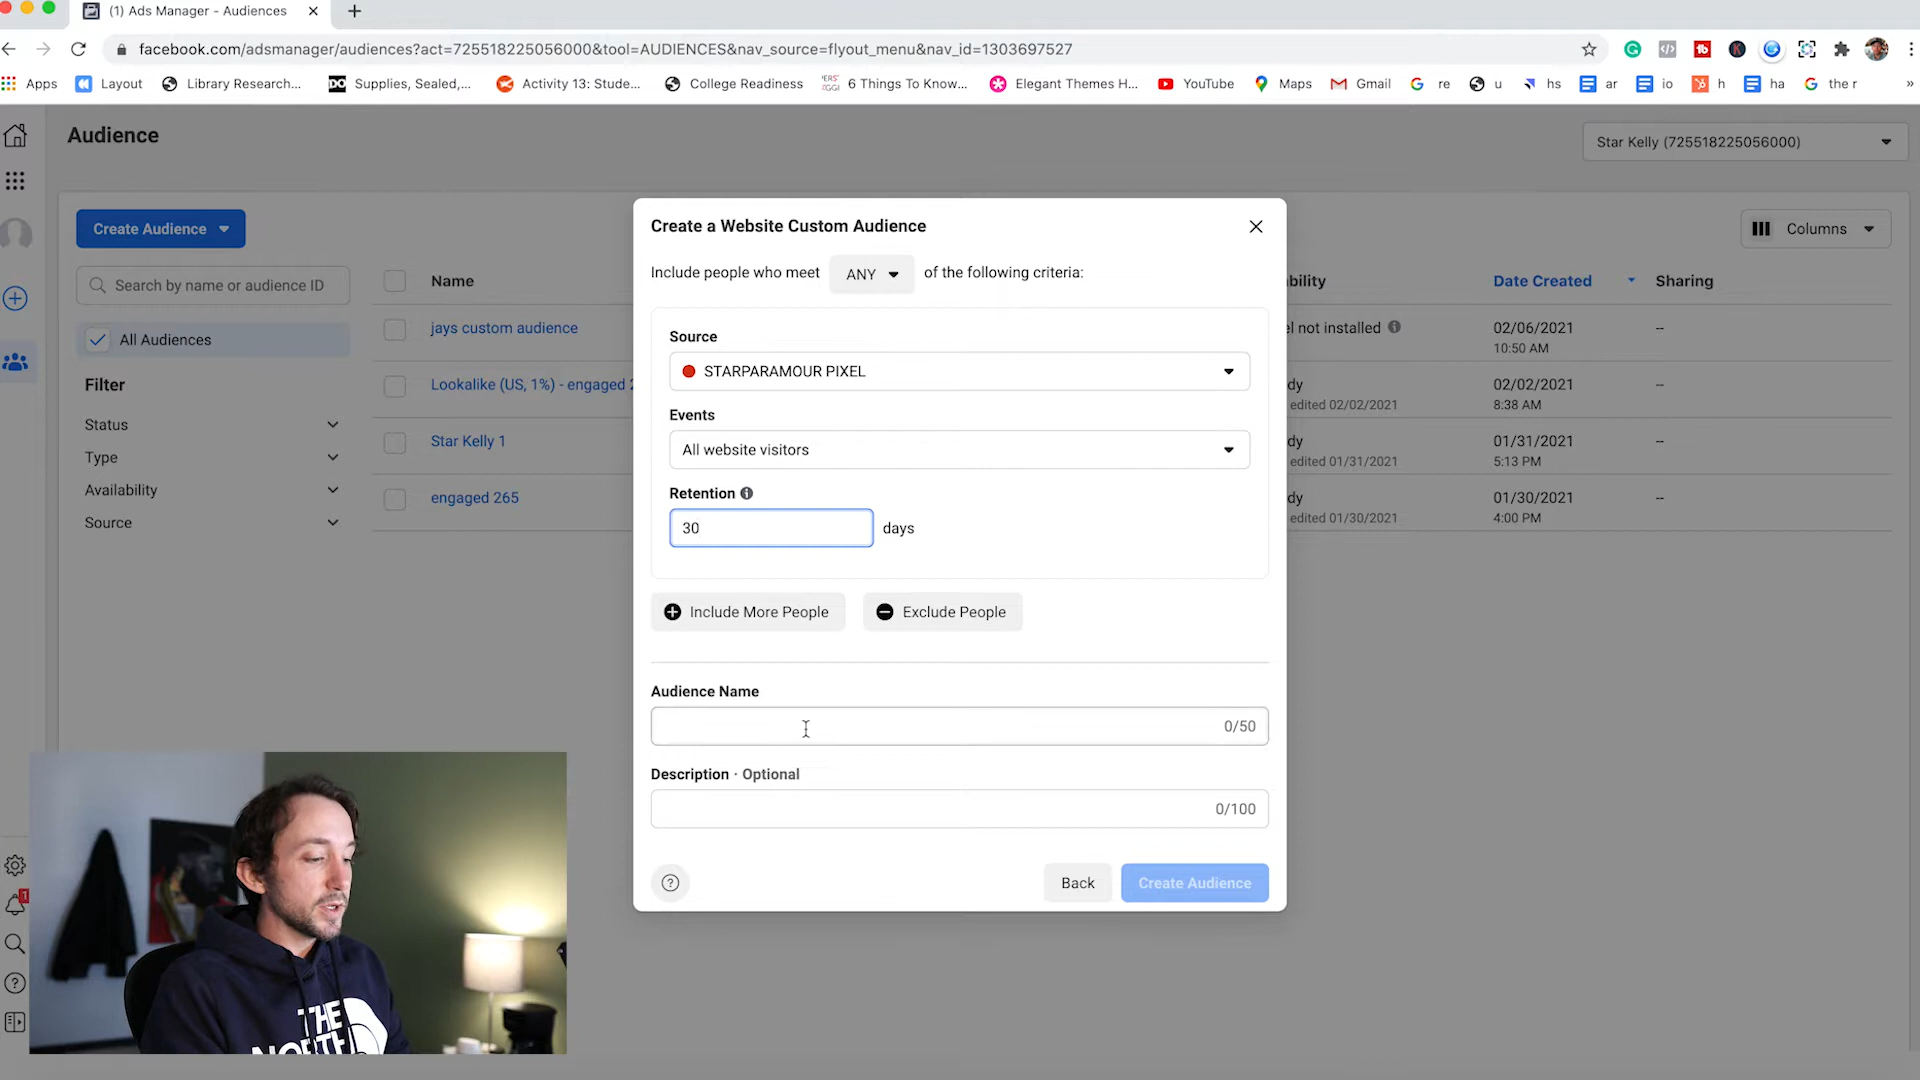 (1) Ads Manager - Audiences
facebook.com/adsmanager/audiences?act=725518225056000&tool=AUDIENCES&nav_source=flyout_menu&nav_id=1303697527
Apps
Layout
Library Research...
DO
Supplies, Sealed,...
Activity 13: Stude...
College Readiness
6 Things To Know...
Elegant Themes H...
YouTube
Maps
Gmail
re
u
hs
ar
io
h
ha
the r
»
Audience
Star Kelly (725518225056000)
Create Audience
Columns
Search by name or audience ID
All Audiences
Filter
Status
Type
Availability
Source
Name
bility
Date Created
Sharing
jays custom audience
el not installed
02/06/2021
10:50 AM
--
Lookalike (US, 1%) - engaged 2
dy
edited 02/02/2021
02/02/2021
8:38 AM
--
Star Kelly 1
dy
edited 01/31/2021
01/31/2021
5:13 PM
--
engaged 265
dy
edited 01/30/2021
01/30/2021
4:00 PM
--
Create a Website Custom Audience
Include people who meet ANY of the following criteria:
Source
STARPARAMOUR PIXEL
Events
All website visitors
Retention
30 days
Include More People
Exclude People
Audience Name
0/50
Description · Optional
0/100
Back
Create Audience
1
THE
NORTH